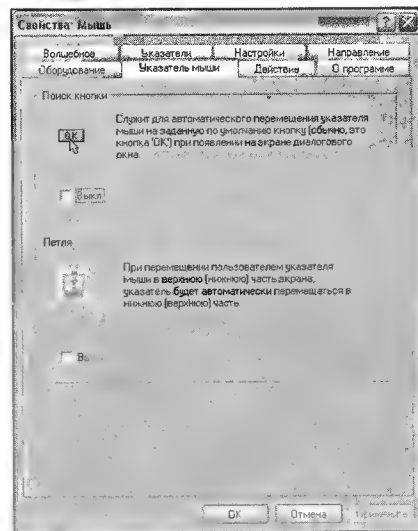 Свойства: Мышь
Волшебное Указатели Настройки Направление
Оборудование Указатель мыши Действие О программе
Поиск кнопки
OK
Служит для автоматического перемещения указателя
мыши на заданную по умолчанию кнопку (обычно, это
кнопка 'OK') при появлении на экране диалогового
окна.
Выкл
Петля
При перемещении пользователем указателя
мыши в верхнюю (нижнюю) часть экрана,
указатель будет автоматически перемещаться в
нижнюю (верхнюю) часть
OK Отмена